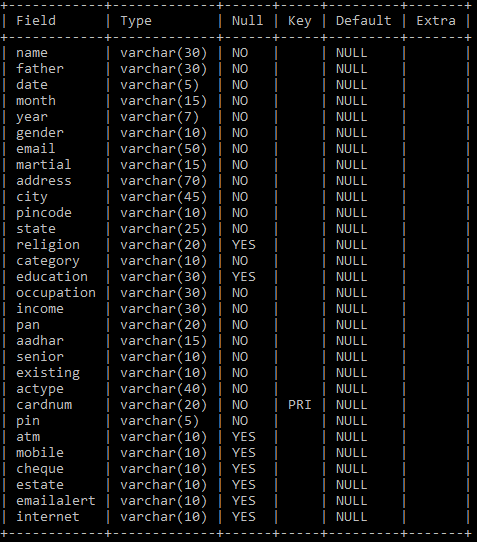 +------------+-------------+------+-----+---------+-------+
| Field      | Type        | Null | Key | Default | Extra |
+------------+-------------+------+-----+---------+-------+
| name       | varchar(30) | NO   |     | NULL    |       |
| father     | varchar(30) | NO   |     | NULL    |       |
| date       | varchar(5)  | NO   |     | NULL    |       |
| month      | varchar(15) | NO   |     | NULL    |       |
| year       | varchar(7)  | NO   |     | NULL    |       |
| gender     | varchar(10) | NO   |     | NULL    |       |
| email      | varchar(50) | NO   |     | NULL    |       |
| martial    | varchar(15) | NO   |     | NULL    |       |
| address    | varchar(70) | NO   |     | NULL    |       |
| city       | varchar(45) | NO   |     | NULL    |       |
| pincode    | varchar(10) | NO   |     | NULL    |       |
| state      | varchar(25) | NO   |     | NULL    |       |
| religion   | varchar(20) | YES  |     | NULL    |       |
| category   | varchar(10) | NO   |     | NULL    |       |
| education  | varchar(30) | YES  |     | NULL    |       |
| occupation | varchar(30) | NO   |     | NULL    |       |
| income     | varchar(30) | NO   |     | NULL    |       |
| pan        | varchar(20) | NO   |     | NULL    |       |
| aadhar     | varchar(15) | NO   |     | NULL    |       |
| senior     | varchar(10) | NO   |     | NULL    |       |
| existing   | varchar(10) | NO   |     | NULL    |       |
| actype     | varchar(40) | NO   |     | NULL    |       |
| cardnum    | varchar(20) | NO   | PRI | NULL    |       |
| pin        | varchar(5)  | NO   |     | NULL    |       |
| atm        | varchar(10) | YES  |     | NULL    |       |
| mobile     | varchar(10) | YES  |     | NULL    |       |
| cheque     | varchar(10) | YES  |     | NULL    |       |
| estate     | varchar(10) | YES  |     | NULL    |       |
| emailalert | varchar(10) | YES  |     | NULL    |       |
| internet   | varchar(10) | YES  |     | NULL    |       |
+------------+-------------+------+-----+---------+-------+